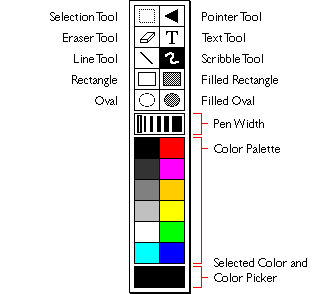 Selection Tool Pointer Tool
Eraser Tool T Text Tool
Line Tool Scribble Tool
Rectangle Filled Rectangle
Oval Filled Oval
Pen Width
Color Palette
Selected Color and
Color Picker